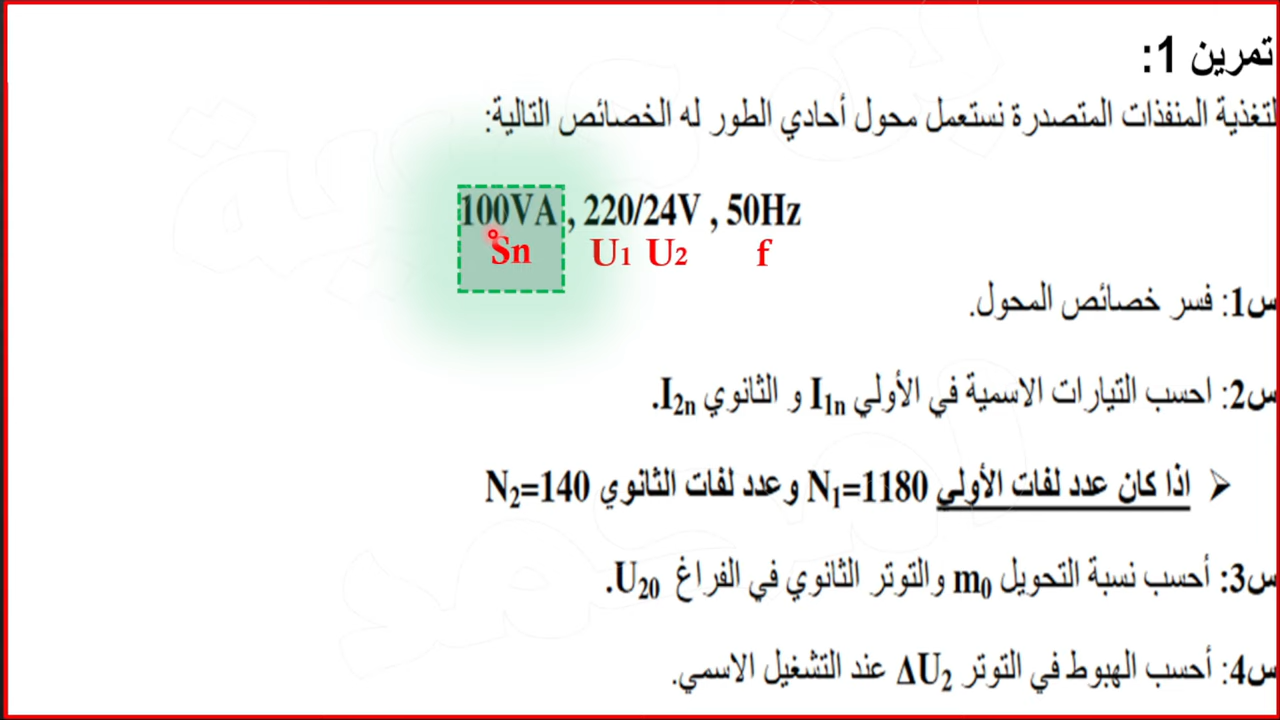 تمرين 1:
لتغذية المنفذات المتصدرة نستعمل محول أحادي الطور له الخصائص التالية:
100VA , 220/24V , 50Hz
Sn U1 U2 f
س1: فسر خصائص المحول.
س2: احسب التيارات الاسمية في الأولي I1n و الثانوي I2n.
اذا كان عدد لفات الأولي N1=1180 وعدد لفات الثانوي N2=140
س3: أحسب نسبة التحويل m0 والتوتر الثانوي في الفراغ U20.
س4: أحسب الهبوط في التوتر ΔU2 عند التشغيل الاسمي.